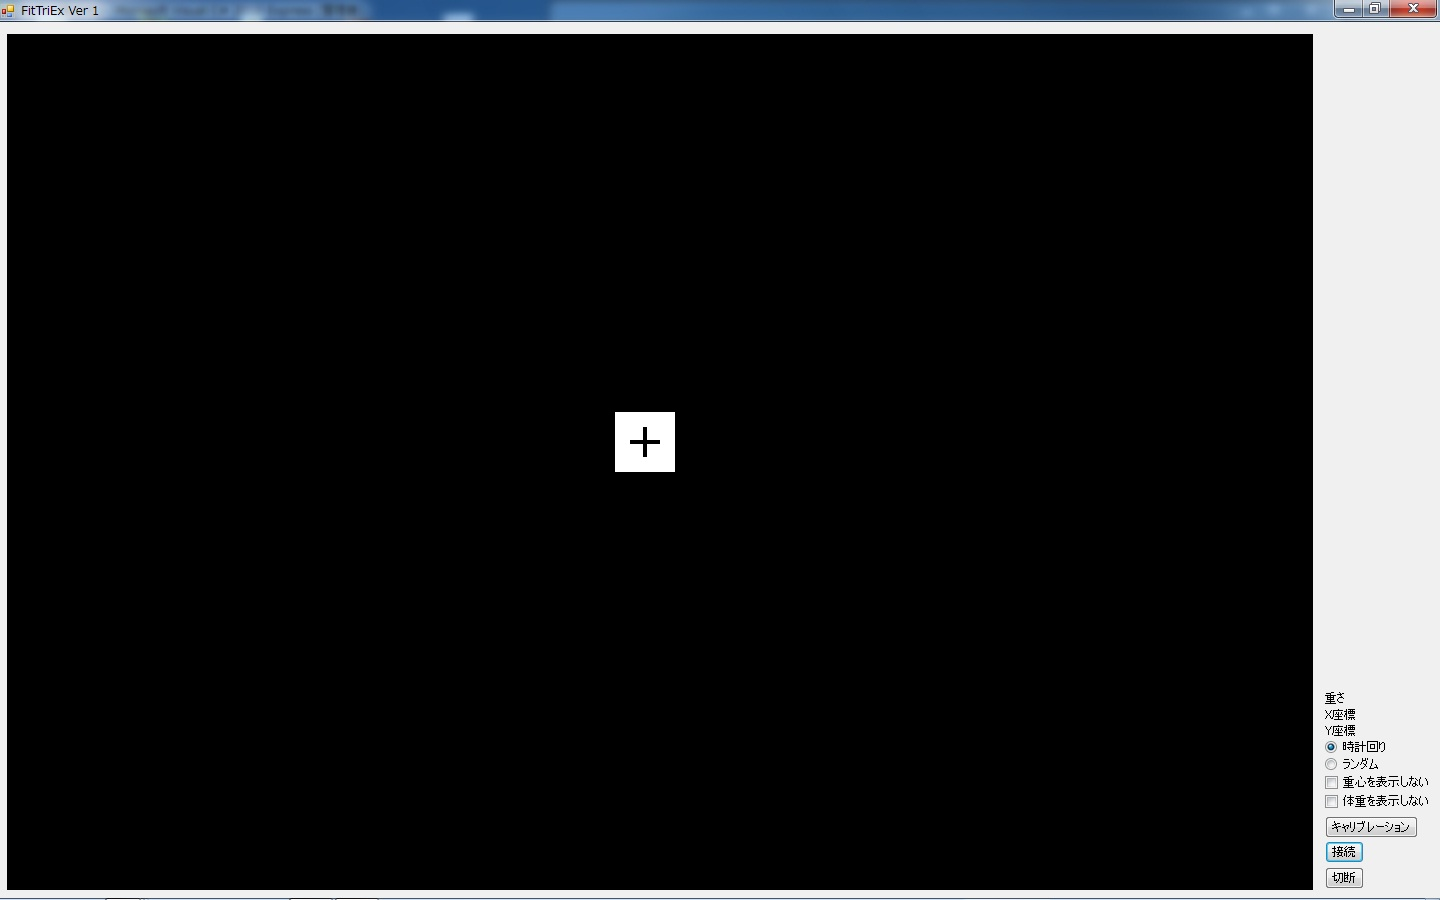 FitTriEx Ver 1
重さ
X座標
Y座標
時計回り
ランダム
重心を表示しない
体重を表示しない
キャリブレーション
接続
切断